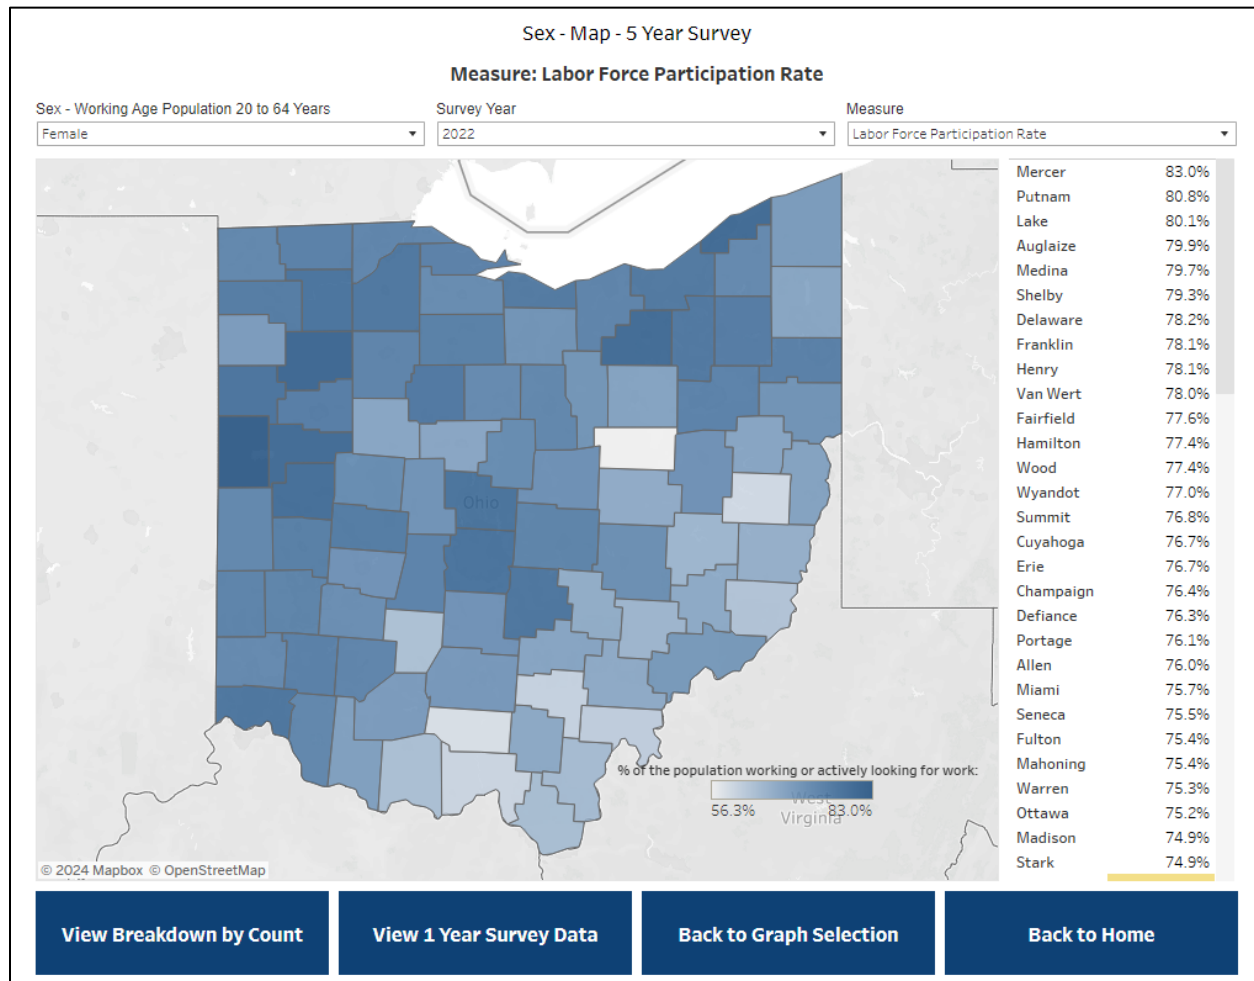 Sex - Map - 5 Year Survey
Measure: Labor Force Participation Rate
Sex - Working Age Population 20 to 64 Years
Survey Year
Measure
Female
2022
Labor Force Participation Rate
Mercer 83.0%
Putnam 80.8%
Lake 80.1%
Auglaize 79.9%
Medina 79.7%
Shelby 79.3%
Delaware 78.2%
Franklin 78.1%
Henry 78.1%
Van Wert 78.0%
Fairfield 77.6%
Hamilton 77.4%
Wood 77.4%
Wyandot 77.0%
Summit 76.8%
Cuyahoga 76.7%
Erie 76.7%
Champaign 76.4%
Defiance 76.3%
Portage 76.1%
Allen 76.0%
Miami 75.7%
Seneca 75.5%
Fulton 75.4%
Mahoning 75.4%
Warren 75.3%
Ottawa 75.2%
Madison 74.9%
Stark 74.9%
Ohio
% of the population working or actively looking for work:
56.3% 83.0%
West
Virginia
© 2024 Mapbox © OpenStreetMap
View Breakdown by Count
View 1 Year Survey Data
Back to Graph Selection
Back to Home